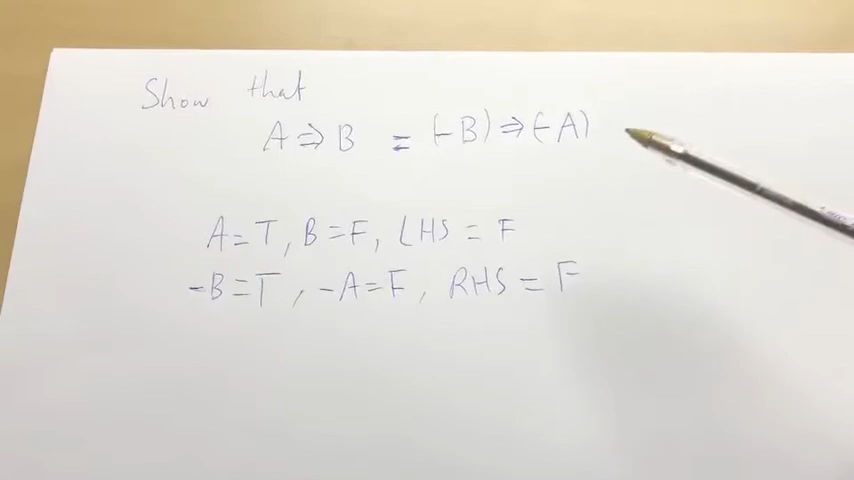 Show that
A ⇒ B = (-B) ⇒ (-A)
A = T, B = F, LHS = F
-B = T, -A = F, RHS = F